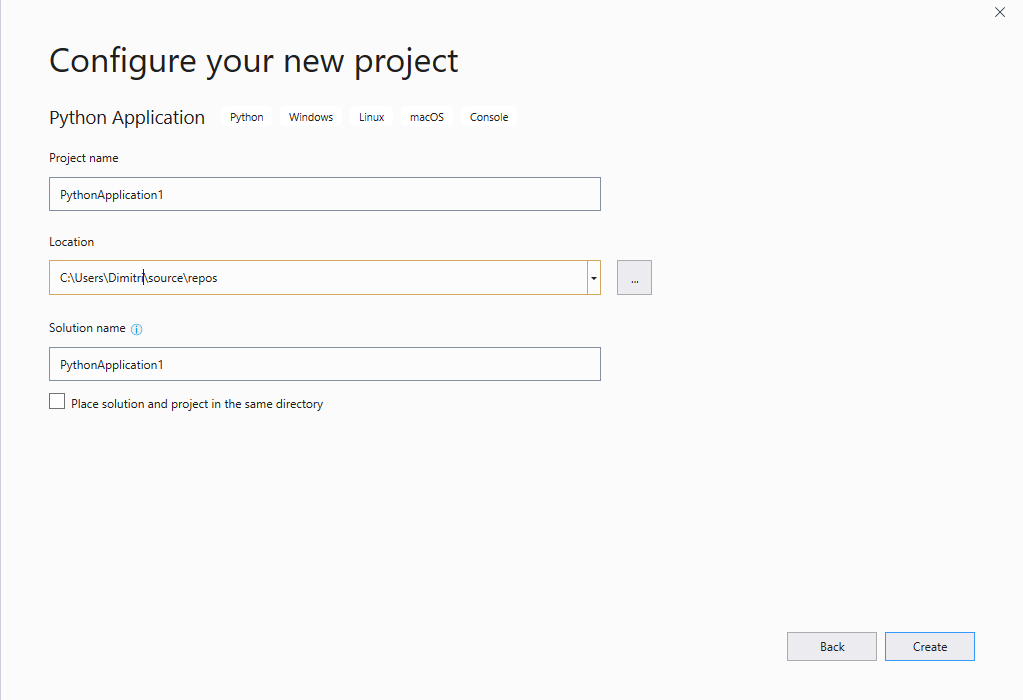 Configure your new project
Python Application Python Windows Linux macOS Console
Project name
PythonApplication1
Location
C:\Users\Dimitri\source\repos
...
Solution name
PythonApplication1
Place solution and project in the same directory
Back Create